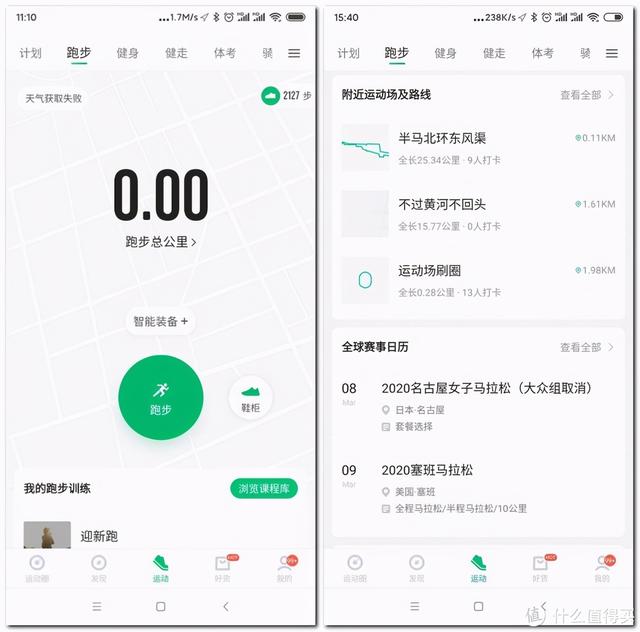 11:10
...1.7M/s
计划
跑步
健身
健走
体考
骑
天气获取失败
2127 步
0.00
跑步总公里
智能装备 +
跑步
鞋柜
我的跑步训练
浏览课程库
迎新跑
运动圈
发现
运动
HOT
好货
99+
我的
15:40
...238K/s
计划
跑步
健身
健走
体考
骑
附近运动场及路线
查看全部
半马北环东风渠
0.11KM
全长25.34公里 · 9人打卡
不过黄河不回头
1.61KM
全长15.77公里 · 0人打卡
运动场刷圈
1.98KM
全长0.28公里 · 13人打卡
全球赛事日历
查看全部
08
Mar
2020名古屋女子马拉松（大众组取消）
日本·名古屋
套餐选择
09
Mar
2020塞班马拉松
美国·塞班
全程马拉松/半程马拉松/10公里
运动圈
发现
运动
HOT
好货
99+
我的
值 什么值得买